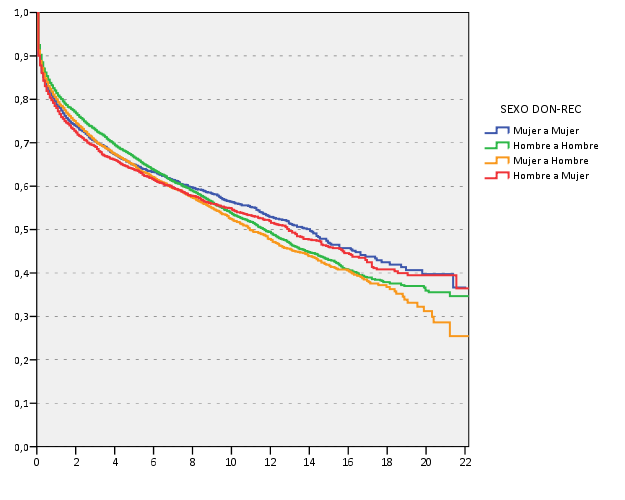 1,0
0,9
0,8
0,7
0,6
0,5
0,4
0,3
0,2
0,1
0,0
0 2 4 6 8 10 12 14 16 18 20 22
SEXO DON-REC
Mujer a Mujer
Hombre a Hombre
Mujer a Hombre
Hombre a Mujer